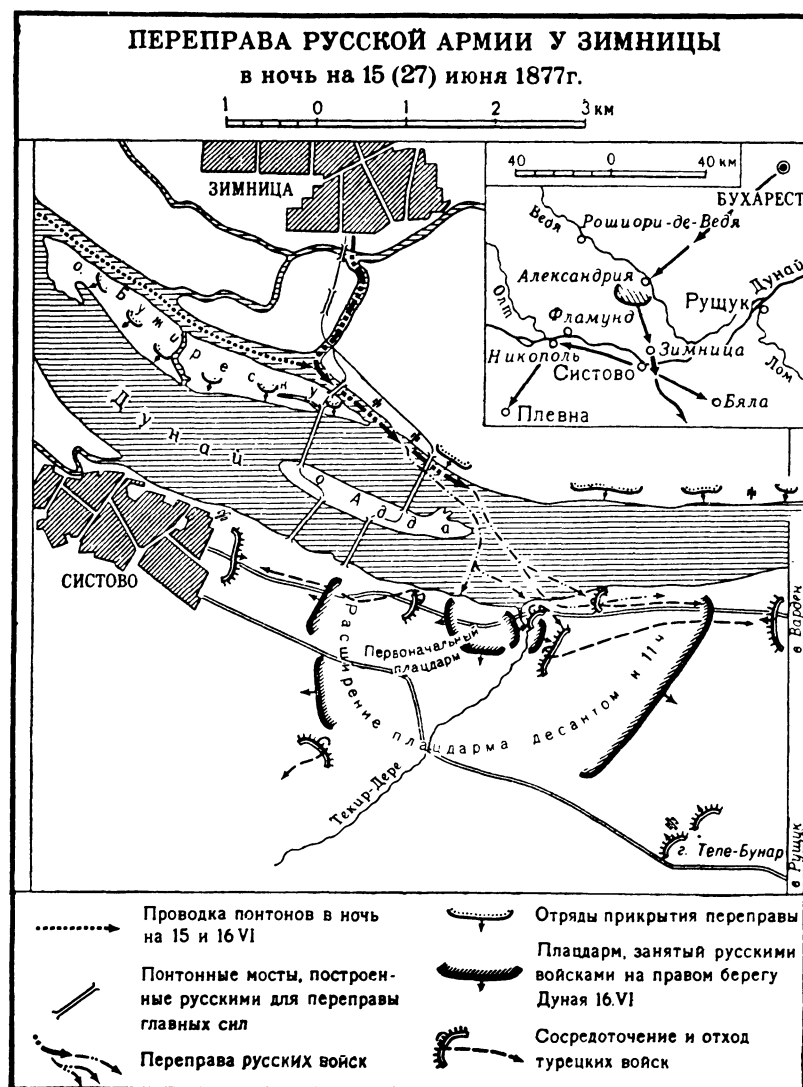 ПЕРЕПРАВА РУССКОЙ АРМИИ У ЗИМНИЦЫ
в ночь на 15 (27) июня 1877г.
1 0 1 2 3 км
ЗИМНИЦА
40 0 40 км
БУХАРЕСТ
Ведя
Рошиори-де-Ведя
Александрия
Дунай
Рущук
Олт
Фламунд
Зимница
Лом
Никополь
Систово
Бяла
Плевна
о. Бужиреску
Дунай
о Адда
СИСТОВО
Первоначальный
плацдарм
Расширение плацдарма десантом к 11 ч
Текир-Дере
г. Тепе-Бунар
в Варден
в Рущук
Проводка понтонов в ночь
на 15 и 16 VI
Понтонные мосты, построен-
ные русскими для переправы
главных сил
Переправа русских войск
Отряды прикрытия переправы
Плацдарм, занятый русскими
войсками на правом берегу
Дуная 16.VI
Сосредоточение и отход
турецких войск